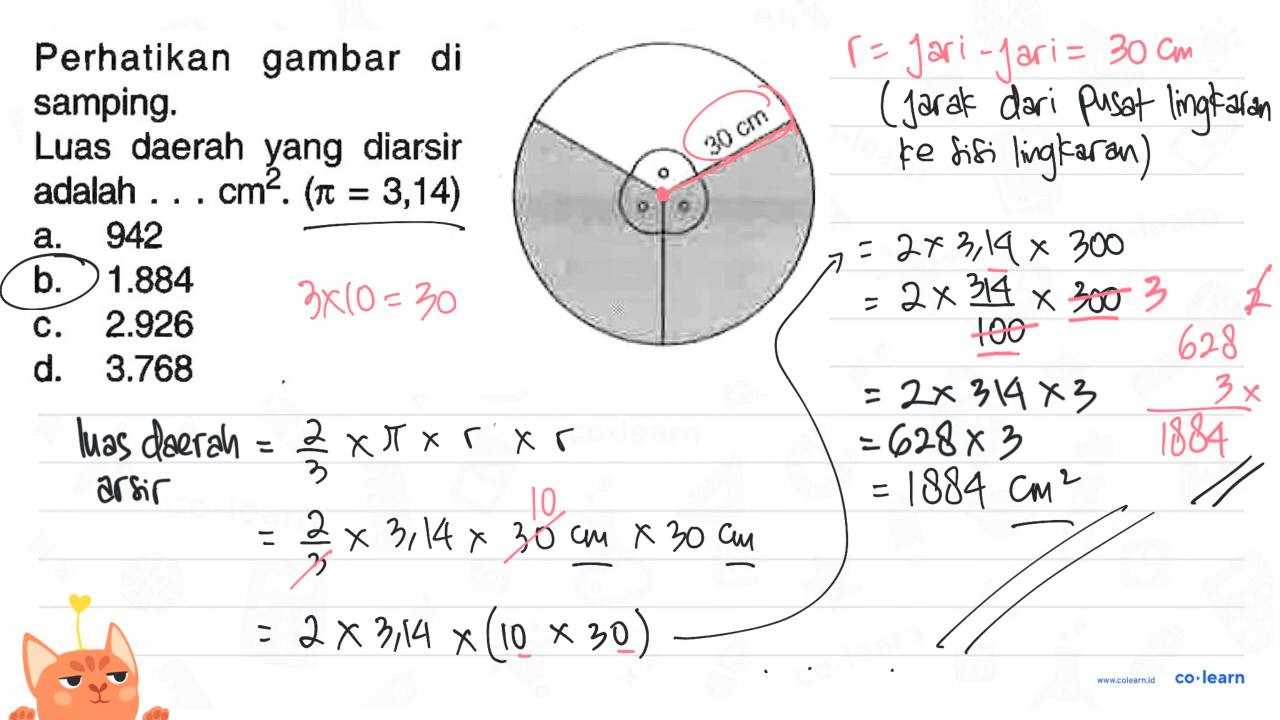 Perhatikan gambar di
samping.
Luas daerah yang diarsir
adalah . . . cm². (π = 3,14)
a. 942
b. 1.884
c. 2.926
d. 3.768
3x10 = 30
30 cm
r = jari - jari = 30 cm
(jarak dari pusat lingkaran
ke sisi lingkaran)
luas daerah arsir = 2/3 × π × r × r
= 2/3 × 3,14 × 30 cm × 30 cm
10
= 2 × 3,14 × (10 × 30)
= 2 × 3,14 × 300
= 2 × 314/100 × 300 3
= 2 × 314 × 3
= 628 × 3
= 1884 cm²
2
628
3 ×
1884
www.colearn.id co learn